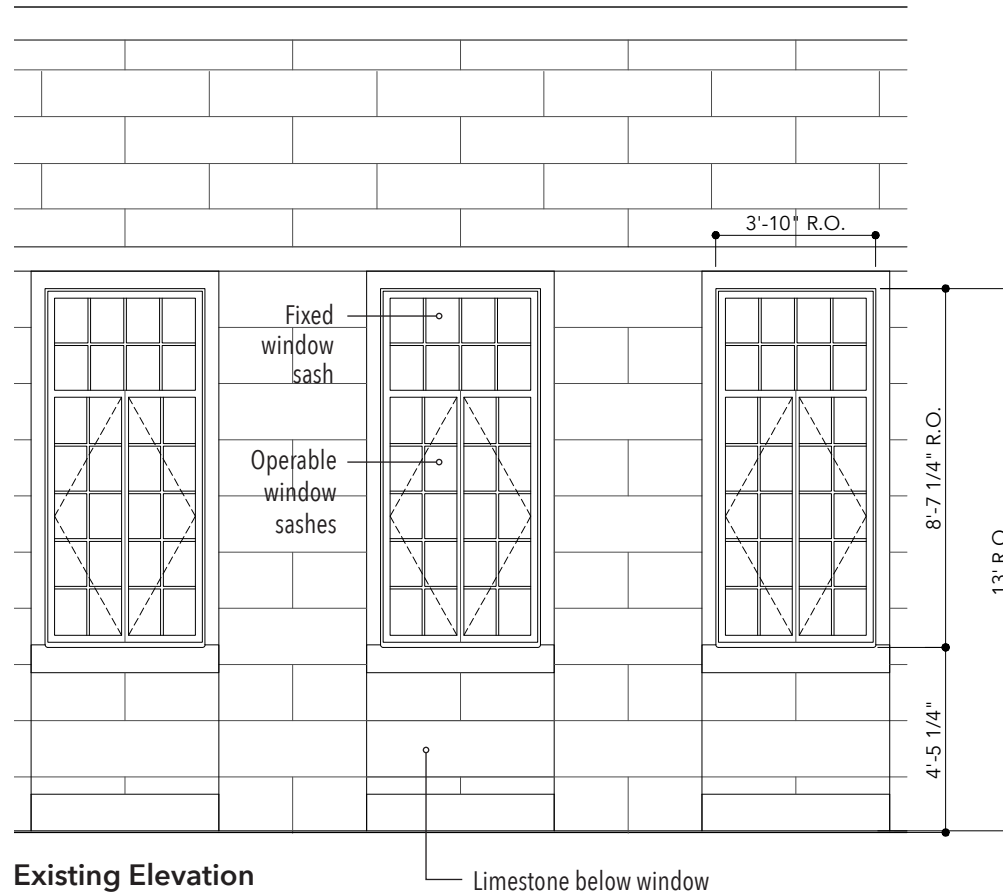 3'-10" R.O.
Fixed
window
sash
Operable
window
sashes
8'-7 1/4" R.O.
13' R.O.
4'-5 1/4"
Existing Elevation
Limestone below window